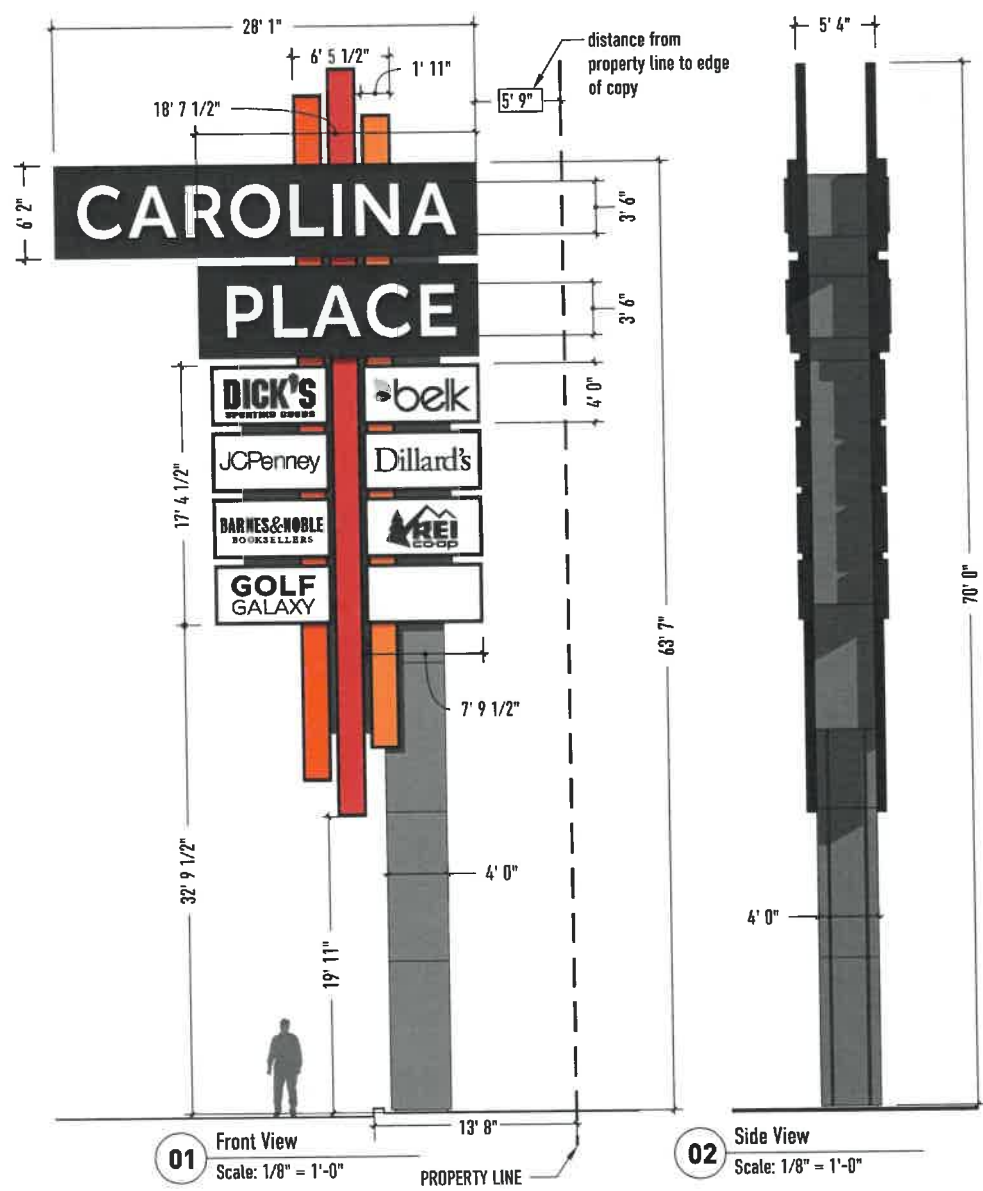 28' 1"
5' 4"
6' 5 1/2"
1' 11"
distance from
property line to edge
of copy
5' 9"
18' 7 1/2"
6' 2"
CAROLINA
3' 6"
PLACE
3' 6"
DICK'S
SPORTING GOODS
belk
4' 0"
JCPenney
Dillard's
17' 4 1/2"
BARNES&NOBLE
BOOKSELLERS
REI
co-op
GOLF
GALAXY
63' 7"
70' 0"
7' 9 1/2"
32' 9 1/2"
4' 0"
19' 11"
4' 0"
13' 8"
01
Front View
Scale: 1/8" = 1'-0"
PROPERTY LINE
02
Side View
Scale: 1/8" = 1'-0"